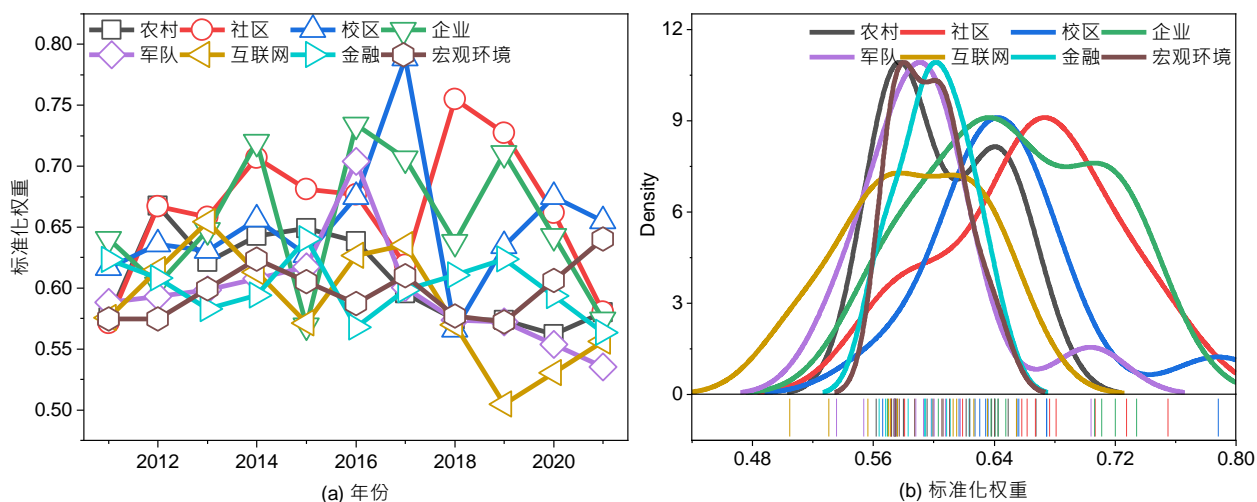 农村 社区 校区 企业
军队 互联网 金融 宏观环境
0.80
0.75
0.70
0.65
0.60
0.55
0.50
标准化权重
2012 2014 2016 2018 2020
(a) 年份
农村 社区 校区 企业
军队 互联网 金融 宏观环境
12
9
6
3
0
Density
0.48 0.56 0.64 0.72 0.80
(b) 标准化权重